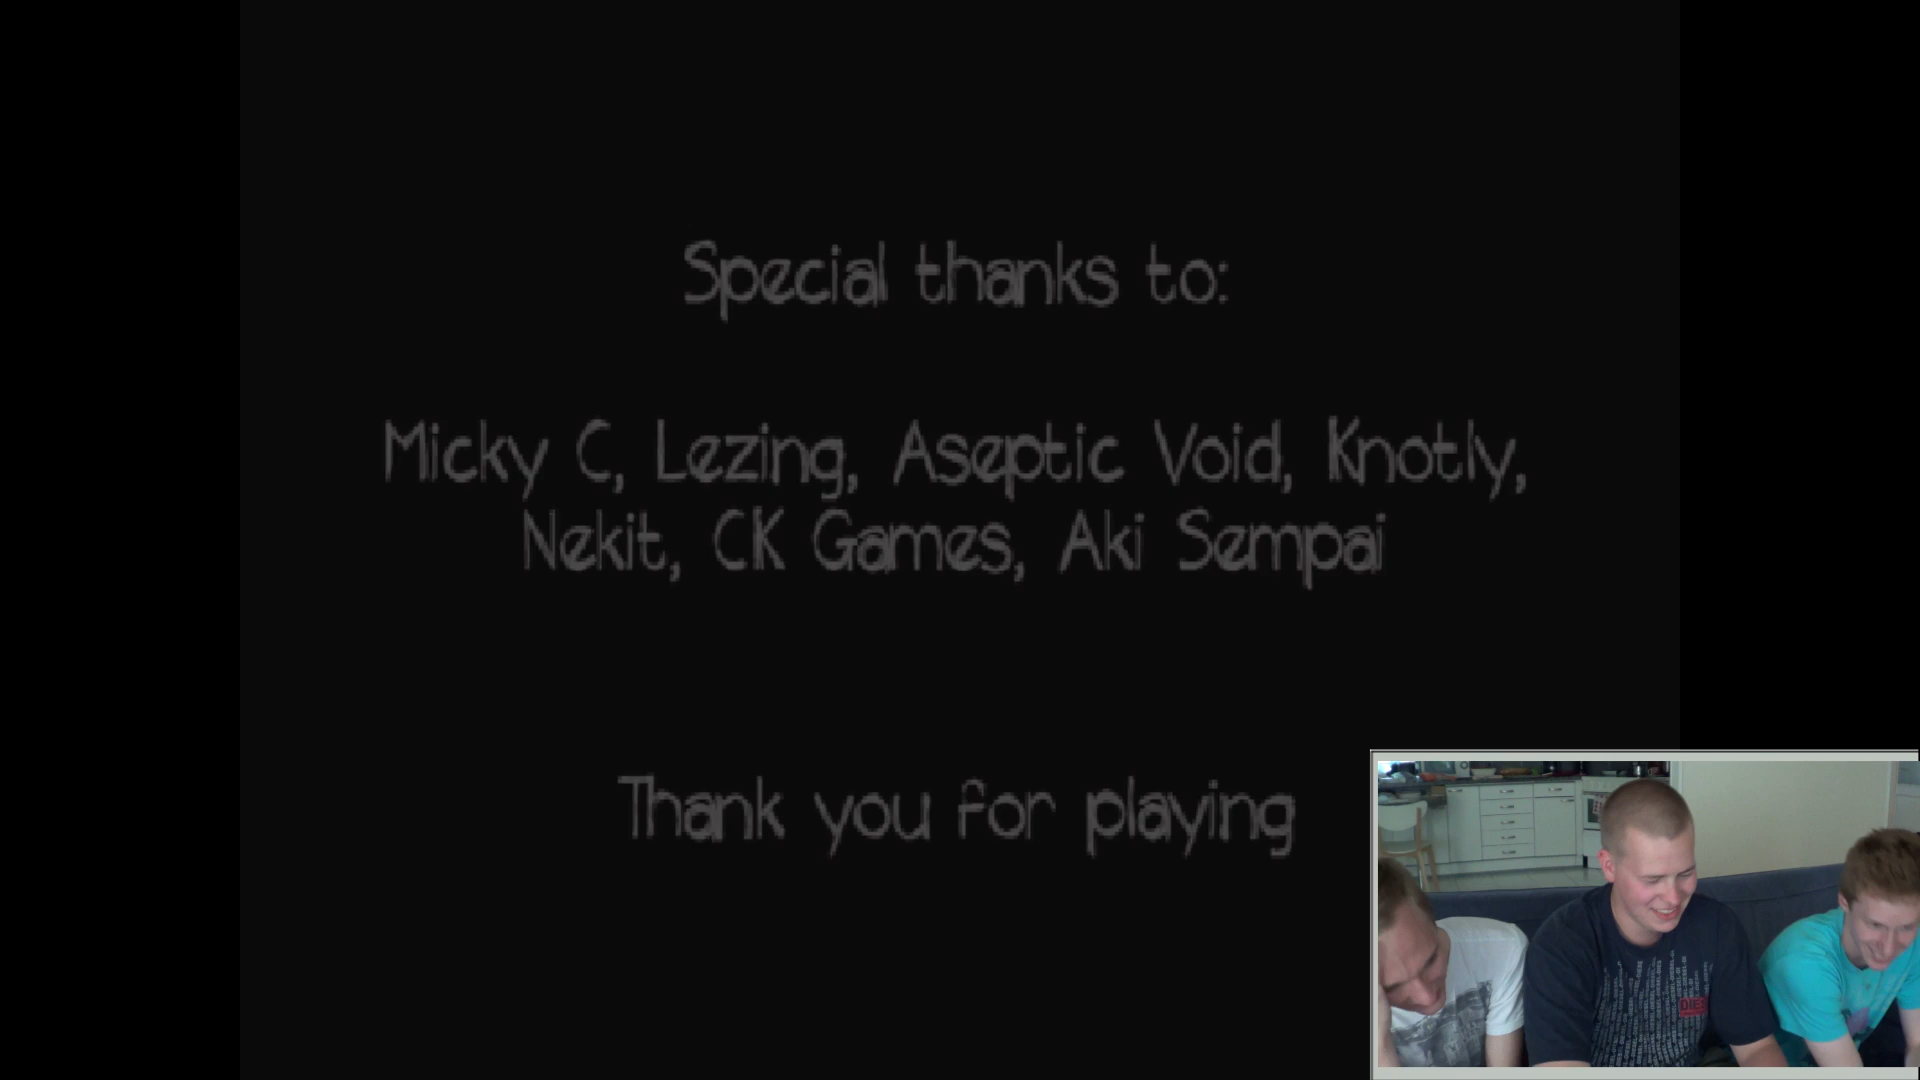 Special thanks to:
Micky C, Lezing, Aseptic Void, Knotly,
Nekit, CK Games, Aki Sempai
Thank you for playing